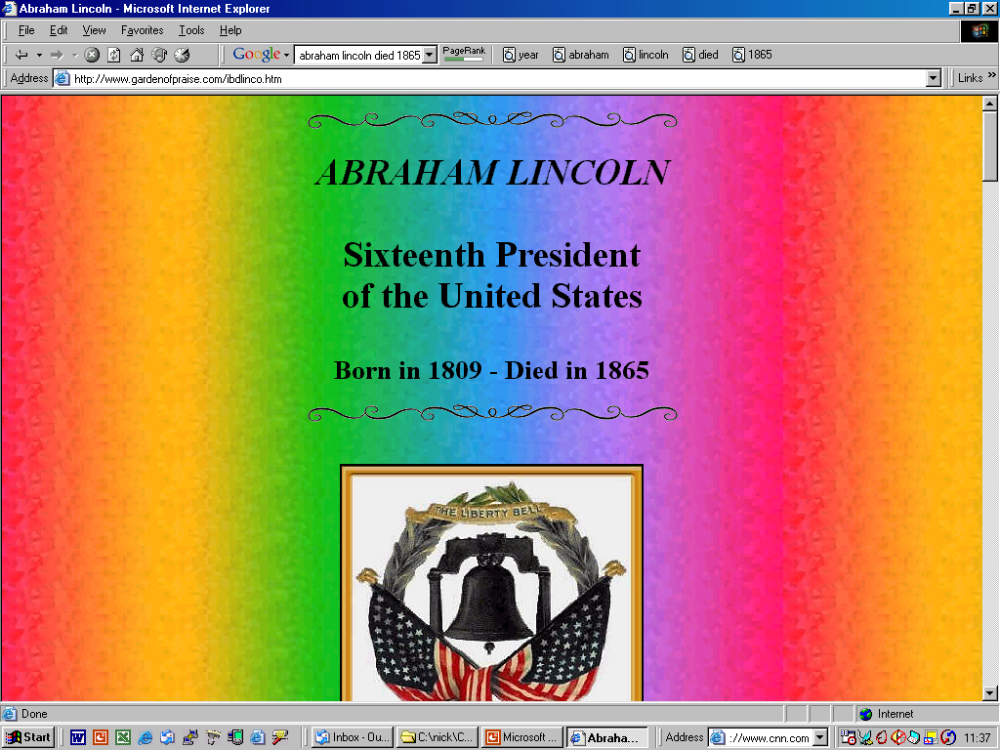 Abraham Lincoln - Microsoft Internet Explorer
File Edit View Favorites Tools Help
Google abraham lincoln died 1865 PageRank year abraham lincoln died 1865
Address http://www.gardenofpraise.com/ibdlinco.htm Links »
ABRAHAM LINCOLN
Sixteenth President
of the United States
Born in 1809 - Died in 1865
THE LIBERTY BELL
Done Internet
Start Inbox - Ou... C:\nick\C... Microsoft ... Abraha... Address ://www.cnn.com 11:37